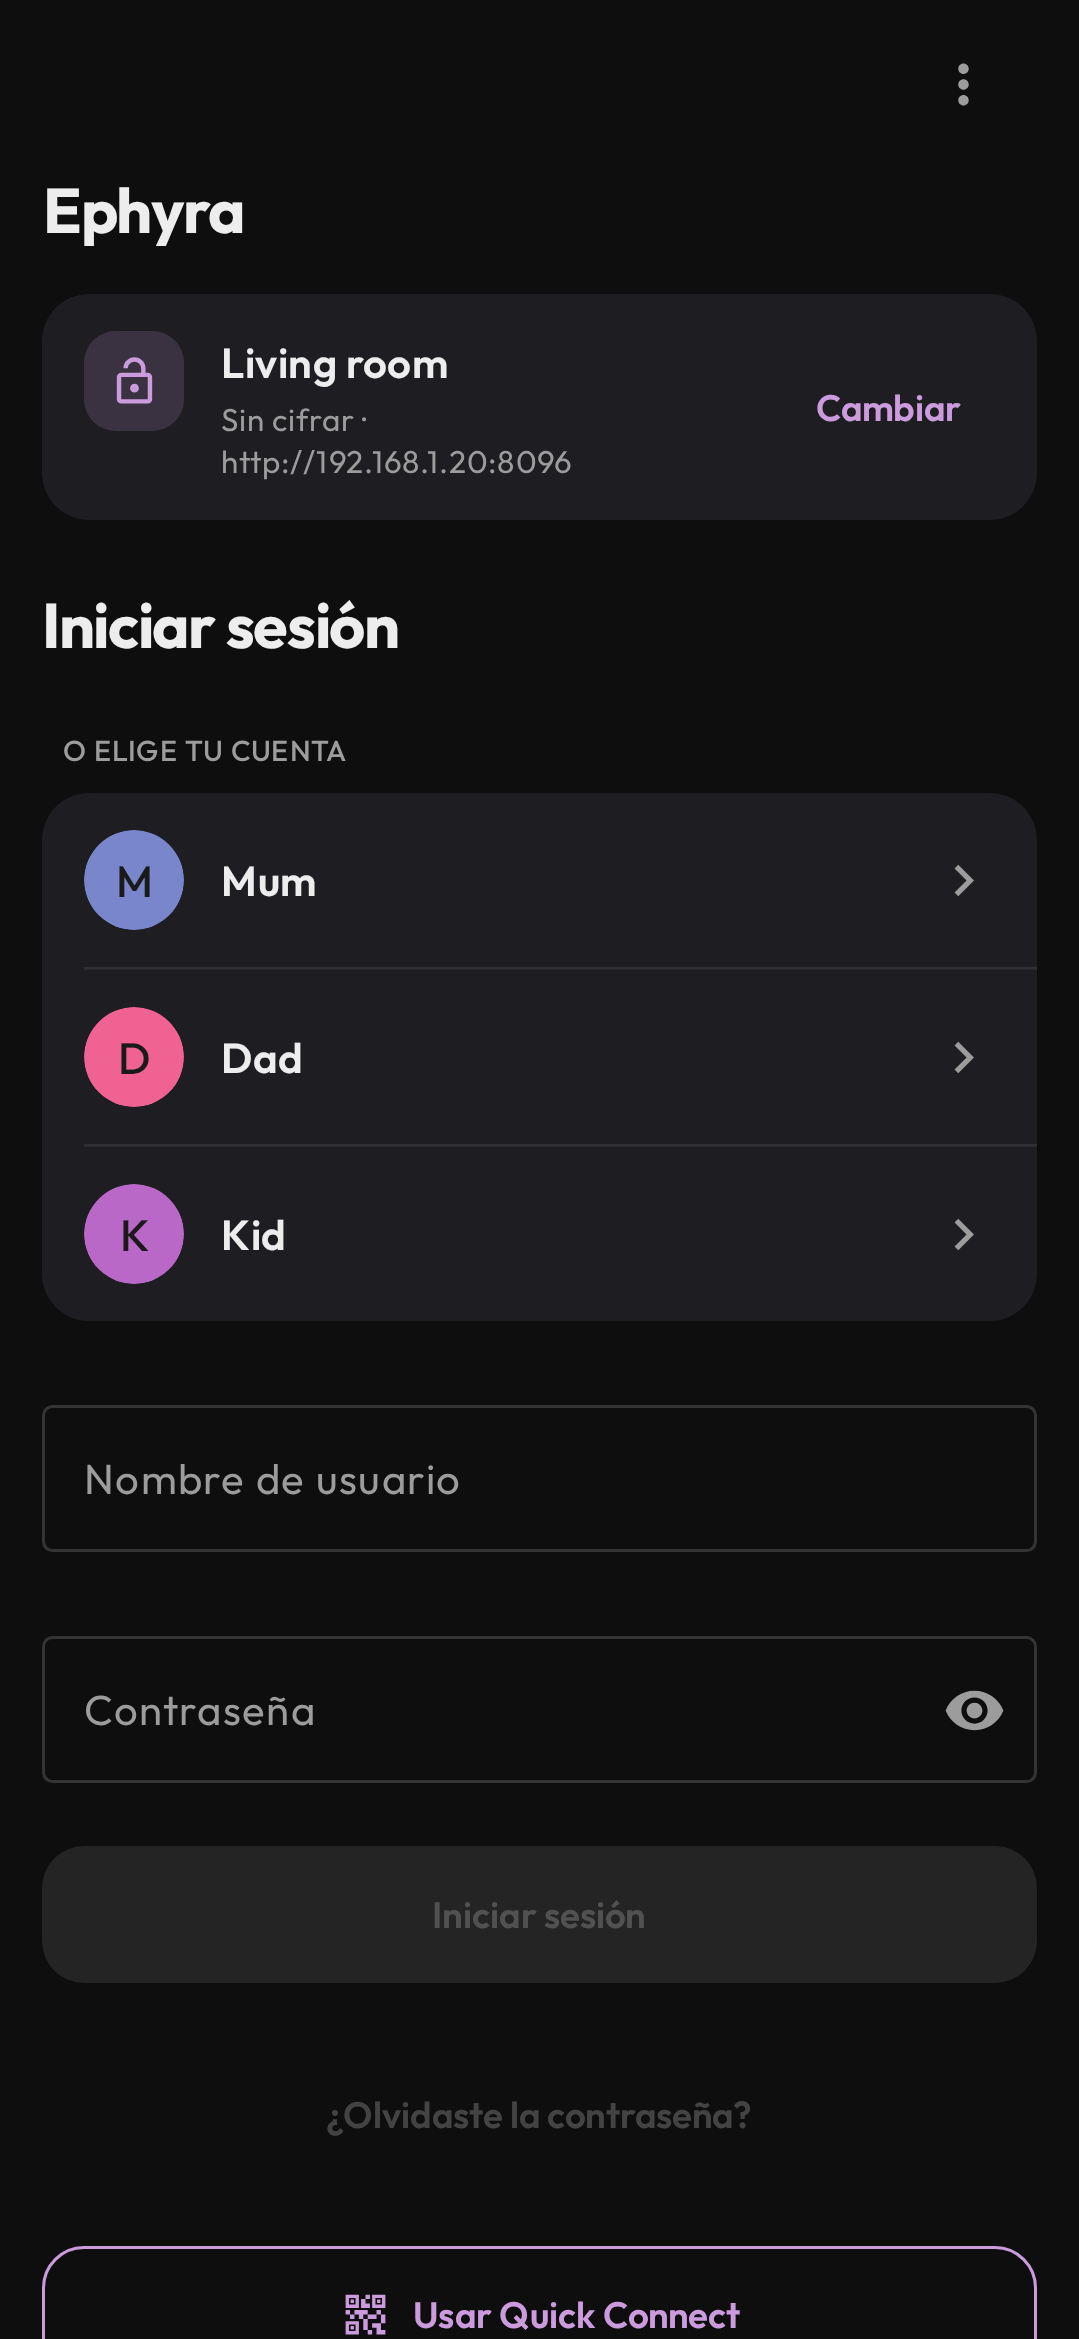 Ephyra
Living room
Sin cifrar ·
http://192.168.1.20:8096
Cambiar
Iniciar sesión
O ELIGE TU CUENTA
M
Mum
D
Dad
K
Kid
Nombre de usuario
Contraseña
Iniciar sesión
¿Olvidaste la contraseña?
Usar Quick Connect